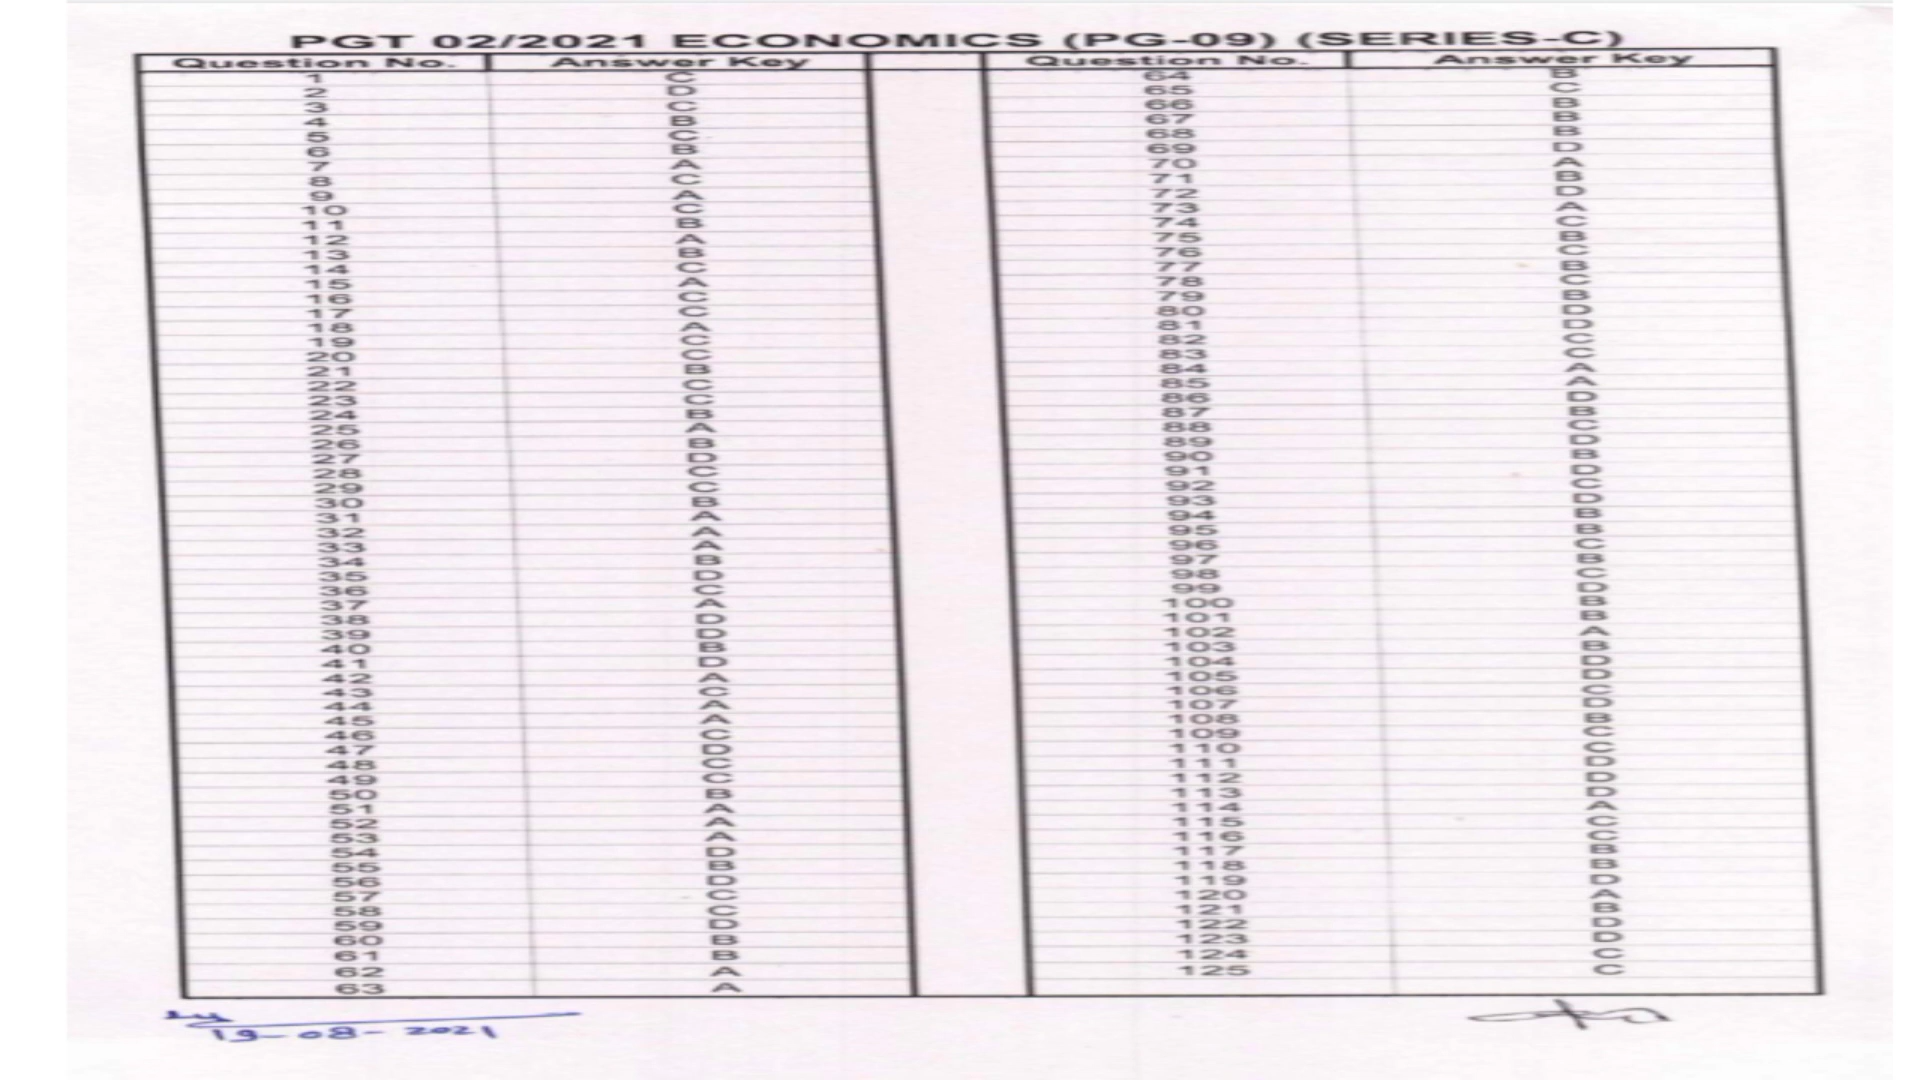 PGT 02/2021 ECONOMICS (PG-09) (SERIES-C)
Question No. Answer Key Question No. Answer Key
1 C 64 B
2 D 65 C
3 C 66 B
4 B 67 B
5 C 68 B
6 B 69 D
7 A 70 A
8 C 71 B
9 A 72 D
10 C 73 A
11 B 74 C
12 A 75 B
13 B 76 C
14 C 77 B
15 A 78 C
16 C 79 B
17 C 80 D
18 A 81 D
19 C 82 C
20 C 83 C
21 B 84 A
22 C 85 A
23 C 86 D
24 B 87 B
25 A 88 C
26 B 89 D
27 D 90 B
28 C 91 D
29 C 92 C
30 B 93 D
31 A 94 B
32 A 95 B
33 A 96 C
34 B 97 B
35 D 98 C
36 C 99 D
37 A 100 B
38 D 101 B
39 D 102 A
40 B 103 B
41 D 104 D
42 A 105 D
43 C 106 C
44 A 107 D
45 A 108 B
46 C 109 C
47 D 110 C
48 C 111 D
49 C 112 D
50 B 113 D
51 A 114 A
52 A 115 C
53 A 116 C
54 D 117 B
55 B 118 B
56 D 119 D
57 C 120 A
58 C 121 B
59 D 122 D
60 B 123 D
61 B 124 C
62 A 125 C
63 A
19-08-2021